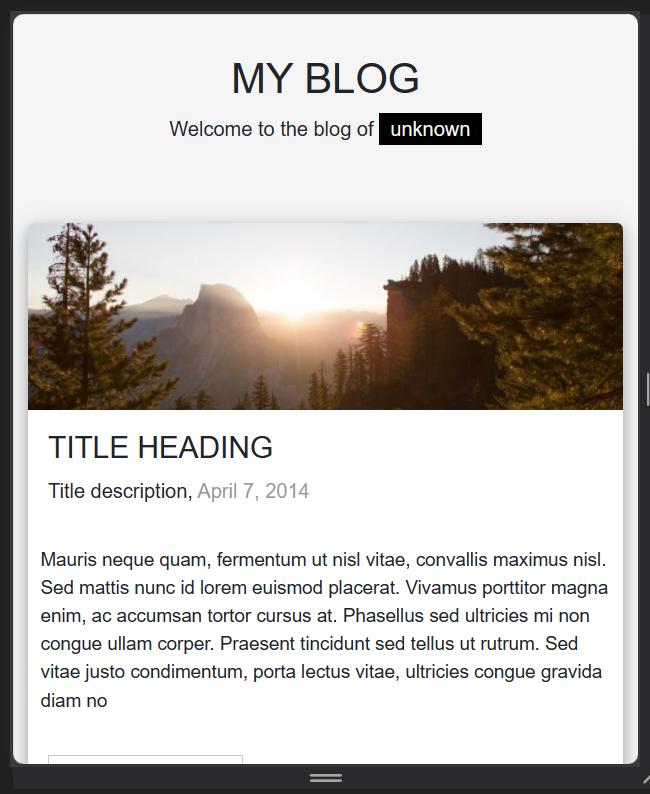 MY BLOG
Welcome to the blog of unknown
TITLE HEADING
Title description, April 7, 2014
Mauris neque quam, fermentum ut nisl vitae, convallis maximus nisl.
Sed mattis nunc id lorem euismod placerat. Vivamus porttitor magna
enim, ac accumsan tortor cursus at. Phasellus sed ultricies mi non
congue ullam corper. Praesent tincidunt sed tellus ut rutrum. Sed
vitae justo condimentum, porta lectus vitae, ultricies congue gravida
diam no